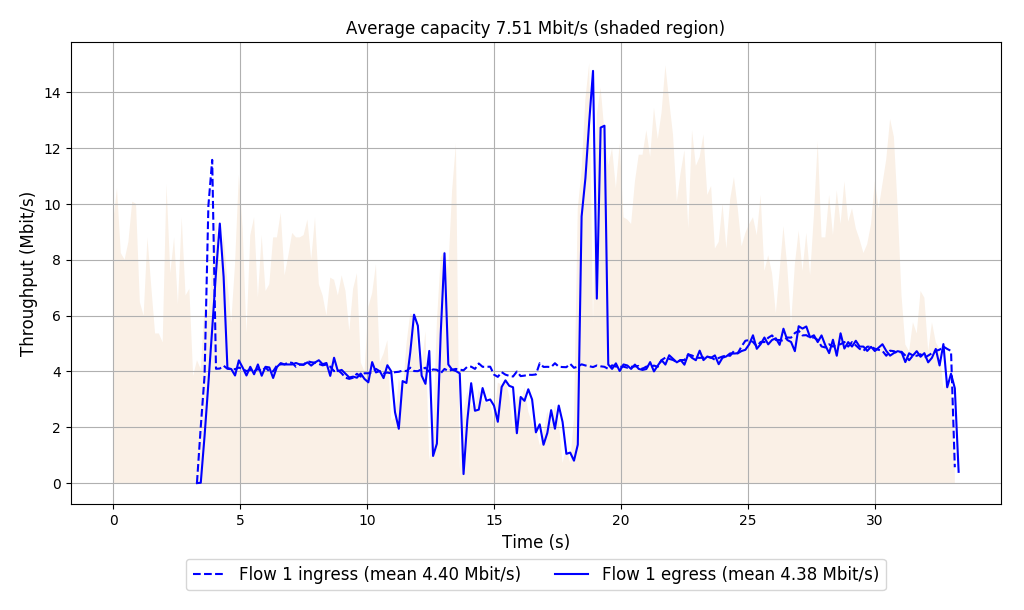 Average capacity 7.51 Mbit/s (shaded region)
Throughput (Mbit/s)
14
12
10
8
6
4
2
0
0 5 10 15 20 25 30
Time (s)
Flow 1 ingress (mean 4.40 Mbit/s) Flow 1 egress (mean 4.38 Mbit/s)